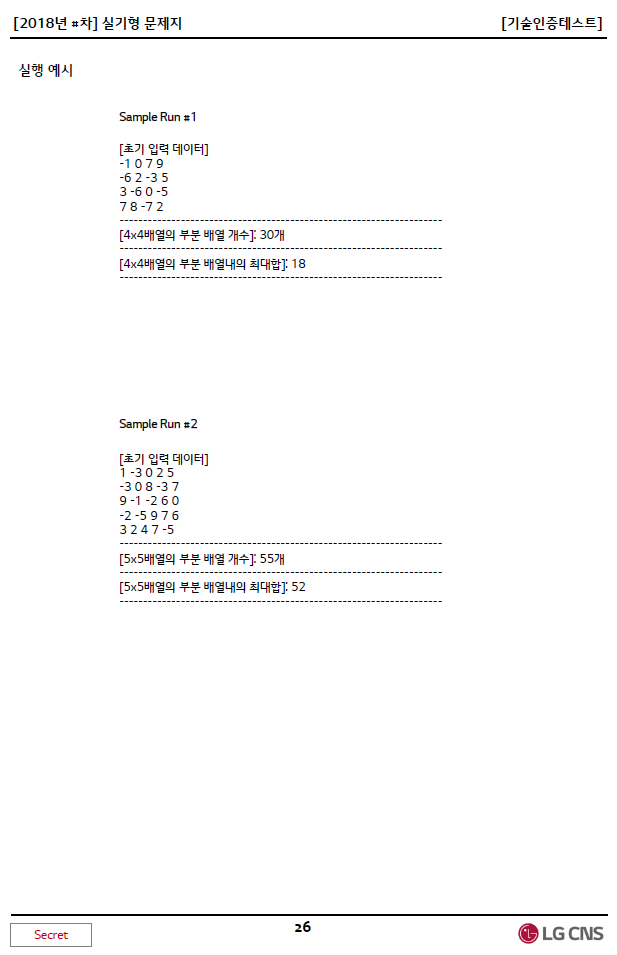 [2018년 #차] 실기형 문제지 [기술인증테스트]
실행 예시
Sample Run #1
[초기 입력 데이터]
-1 0 7 9
-6 2 -3 5
3 -6 0 -5
7 8 -7 2
----------------------------------------------------------------------
[4x4배열의 부분 배열 개수]: 30개
----------------------------------------------------------------------
[4x4배열의 부분 배열내의 최대합]: 18
----------------------------------------------------------------------
Sample Run #2
[초기 입력 데이터]
1 -3 0 2 5
-3 0 8 -3 7
9 -1 -2 6 0
-2 -5 9 7 6
3 2 4 7 -5
----------------------------------------------------------------------
[5x5배열의 부분 배열 개수]: 55개
----------------------------------------------------------------------
[5x5배열의 부분 배열내의 최대합]: 52
----------------------------------------------------------------------
Secret 26 LG CNS